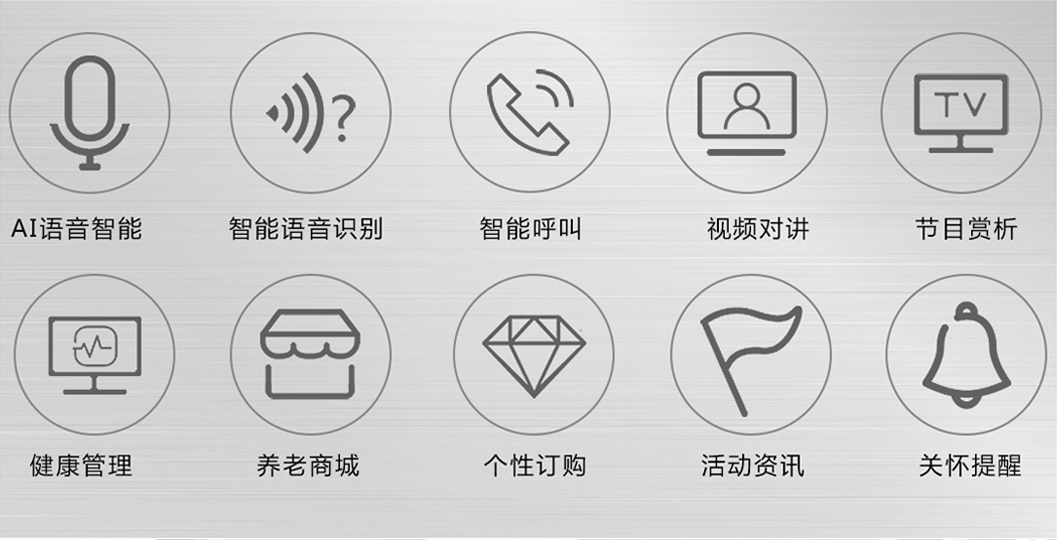 ?
TV
AI语音智能
智能语音识别
智能呼叫
视频对讲
节目赏析
健康管理
养老商城
个性订购
活动资讯
关怀提醒